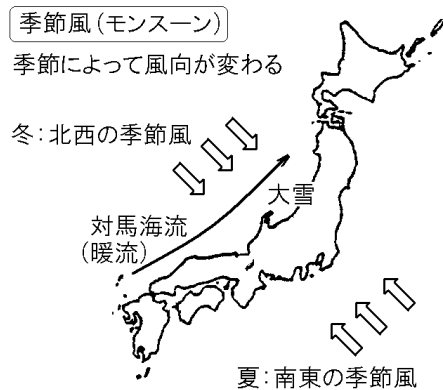 季節風(モンスーン)
季節によって風向が変わる
冬:北西の季節風
大雪
対馬海流
(暖流)
夏:南東の季節風